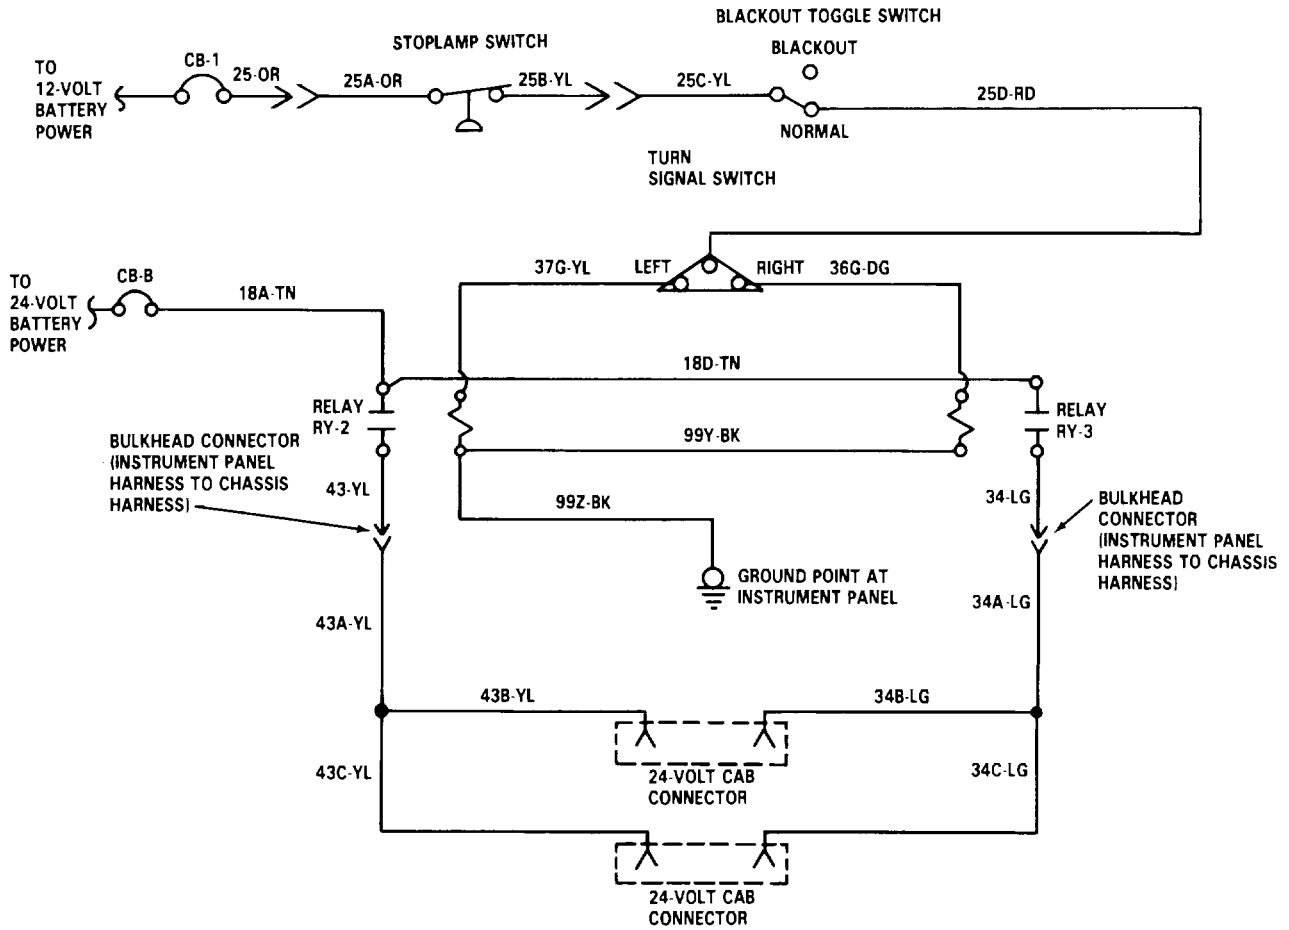 BLACKOUT TOGGLE SWITCH
STOPLAMP SWITCH
BLACKOUT
TO
12-VOLT
BATTERY
POWER
CB-1
25-OR
25A-OR
25B-YL
25C-YL
25D-RD
NORMAL
TURN
SIGNAL SWITCH
TO
24-VOLT
BATTERY
POWER
CB-B
18A-TN
37G-YL
LEFT
RIGHT
36G-DG
18D-TN
RELAY
RY-2
RELAY
RY-3
99Y-BK
BULKHEAD CONNECTOR
(INSTRUMENT PANEL
HARNESS TO CHASSIS
HARNESS)
43-YL
99Z-BK
34-LG
BULKHEAD
CONNECTOR
(INSTRUMENT PANEL
HARNESS TO CHASSIS
HARNESS)
GROUND POINT AT
INSTRUMENT PANEL
43A-YL
34A-LG
43B-YL
34B-LG
43C-YL
24-VOLT CAB
CONNECTOR
34C-LG
24-VOLT CAB
CONNECTOR